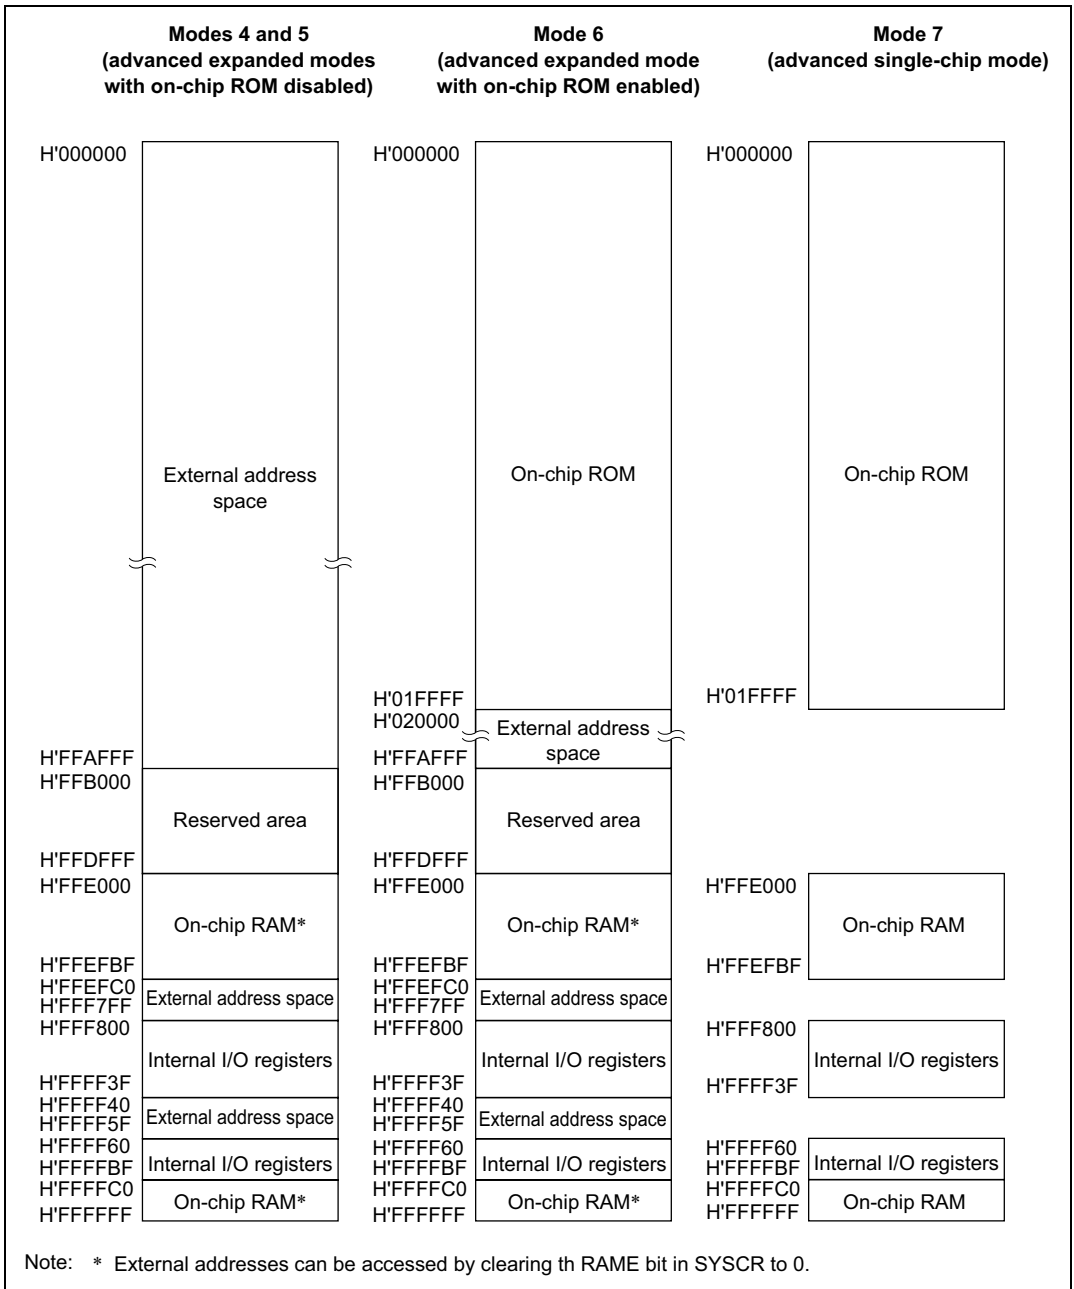 Modes 4 and 5
(advanced expanded modes
with on-chip ROM disabled)
H'000000
External address
space
H'FFAFFF
H'FFB000
Reserved area
H'FFDFFF
H'FFE000
On-chip RAM*
H'FFEFBF
H'FFEFC0
External address space
H'FFF7FF
H'FFF800
Internal I/O registers
H'FFFF3F
H'FFFF40
External address space
H'FFFF5F
H'FFFF60
Internal I/O registers
H'FFFFBF
H'FFFFC0
On-chip RAM*
H'FFFFFF
Mode 6
(advanced expanded mode
with on-chip ROM enabled)
H'000000
On-chip ROM
H'01FFFF
H'020000
External address
space
H'FFAFFF
H'FFB000
Reserved area
H'FFDFFF
H'FFE000
On-chip RAM*
H'FFEFBF
H'FFEFC0
External address space
H'FFF7FF
H'FFF800
Internal I/O registers
H'FFFF3F
H'FFFF40
External address space
H'FFFF5F
H'FFFF60
Internal I/O registers
H'FFFFBF
H'FFFFC0
On-chip RAM*
H'FFFFFF
Mode 7
(advanced single-chip mode)
H'000000
On-chip ROM
H'01FFFF
H'FFE000
On-chip RAM
H'FFEFBF
H'FFF800
Internal I/O registers
H'FFFF3F
H'FFFF60
Internal I/O registers
H'FFFFBF
H'FFFFC0
On-chip RAM
H'FFFFFF
Note: * External addresses can be accessed by clearing th RAME bit in SYSCR to 0.